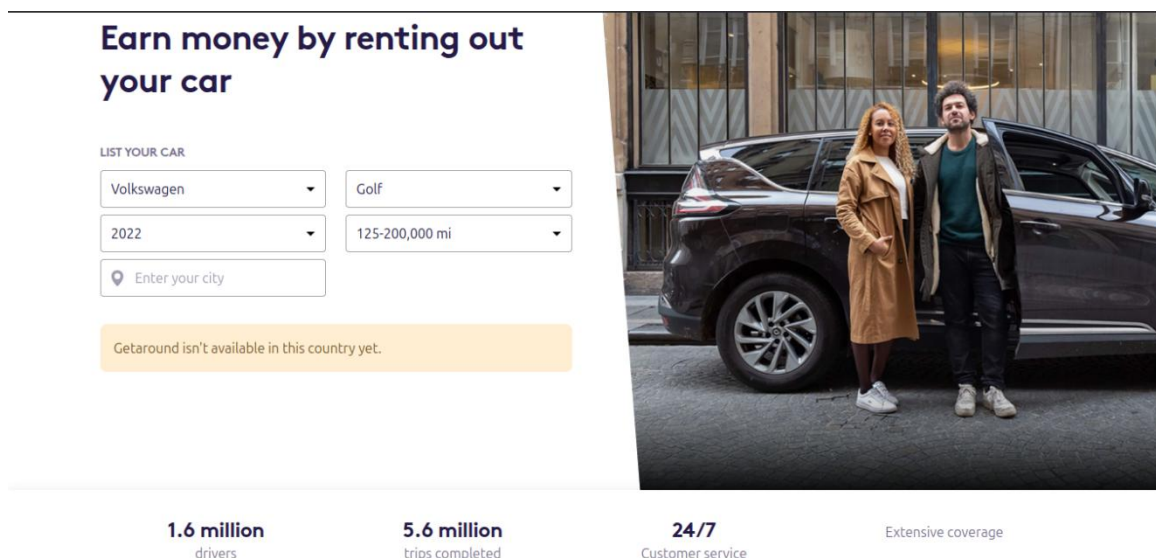 Earn money by renting out
your car
LIST YOUR CAR
Volkswagen
Golf
2022
125-200,000 mi
Enter your city
Getaround isn't available in this country yet.
1.6 million
drivers
5.6 million
trips completed
24/7
Customer service
Extensive coverage